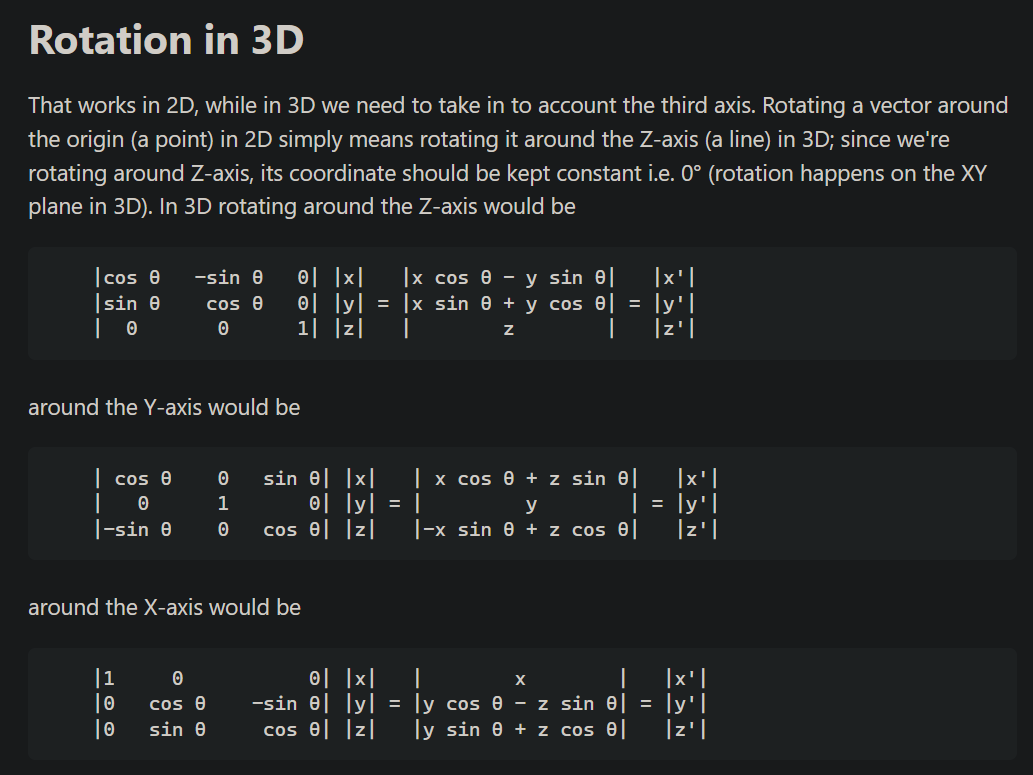 Rotation in 3D
That works in 2D, while in 3D we need to take in to account the third axis. Rotating a vector around
the origin (a point) in 2D simply means rotating it around the Z-axis (a line) in 3D; since we're
rotating around Z-axis, its coordinate should be kept constant i.e. 0° (rotation happens on the XY
plane in 3D). In 3D rotating around the Z-axis would be
|cos θ   −sin θ   0| |x|   |x cos θ − y sin θ|   |x'|
|sin θ    cos θ   0| |y| = |x sin θ + y cos θ| = |y'|
|  0       0      1| |z|   |        z        |   |z'|
around the Y-axis would be
| cos θ    0   sin θ| |x|   | x cos θ + z sin θ|   |x'|
|   0      1       0| |y| = |         y        | = |y'|
|−sin θ    0   cos θ| |z|   |−x sin θ + z cos θ|   |z'|
around the X-axis would be
|1     0           0| |x|   |        x        |   |x'|
|0   cos θ    −sin θ| |y| = |y cos θ − z sin θ| = |y'|
|0   sin θ     cos θ| |z|   |y sin θ + z cos θ|   |z'|